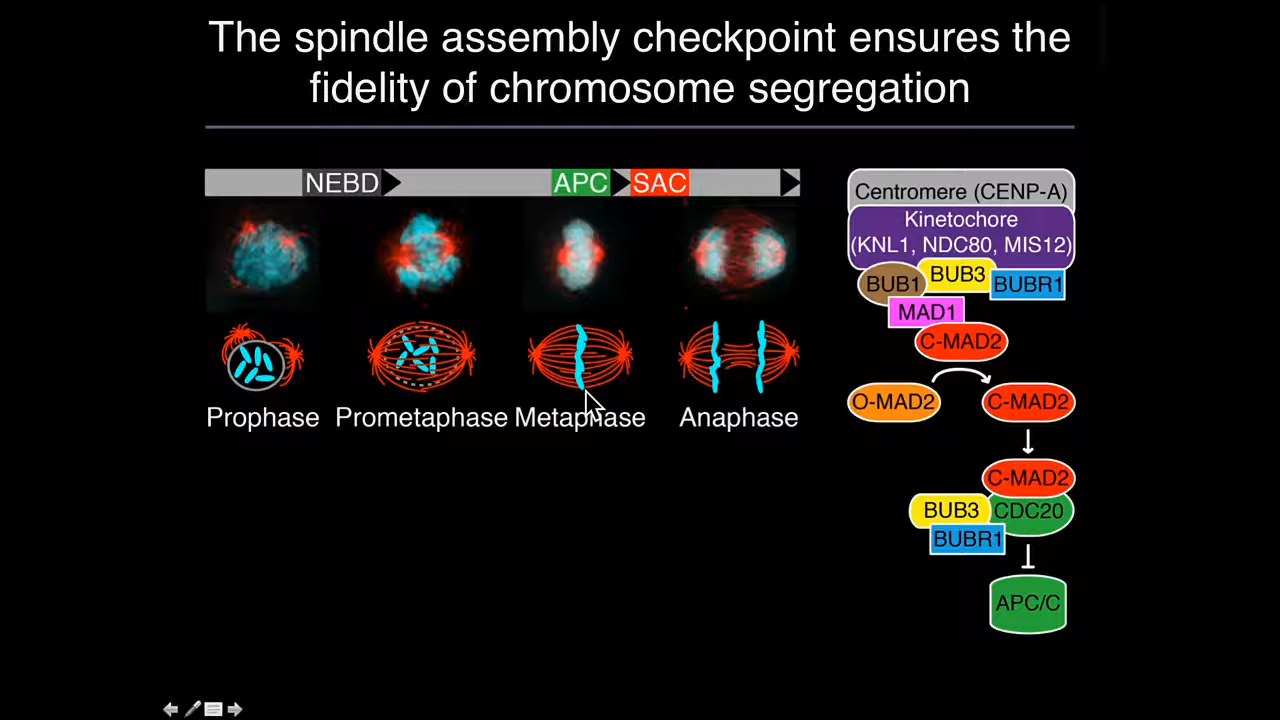 The spindle assembly checkpoint ensures the
fidelity of chromosome segregation
NEBD
APC
SAC
Prophase
Prometaphase
Metaphase
Anaphase
Centromere (CENP-A)
Kinetochore
(KNL1, NDC80, MIS12)
BUB1
BUB3
BUBR1
MAD1
C-MAD2
O-MAD2
C-MAD2
C-MAD2
BUB3
CDC20
BUBR1
APC/C